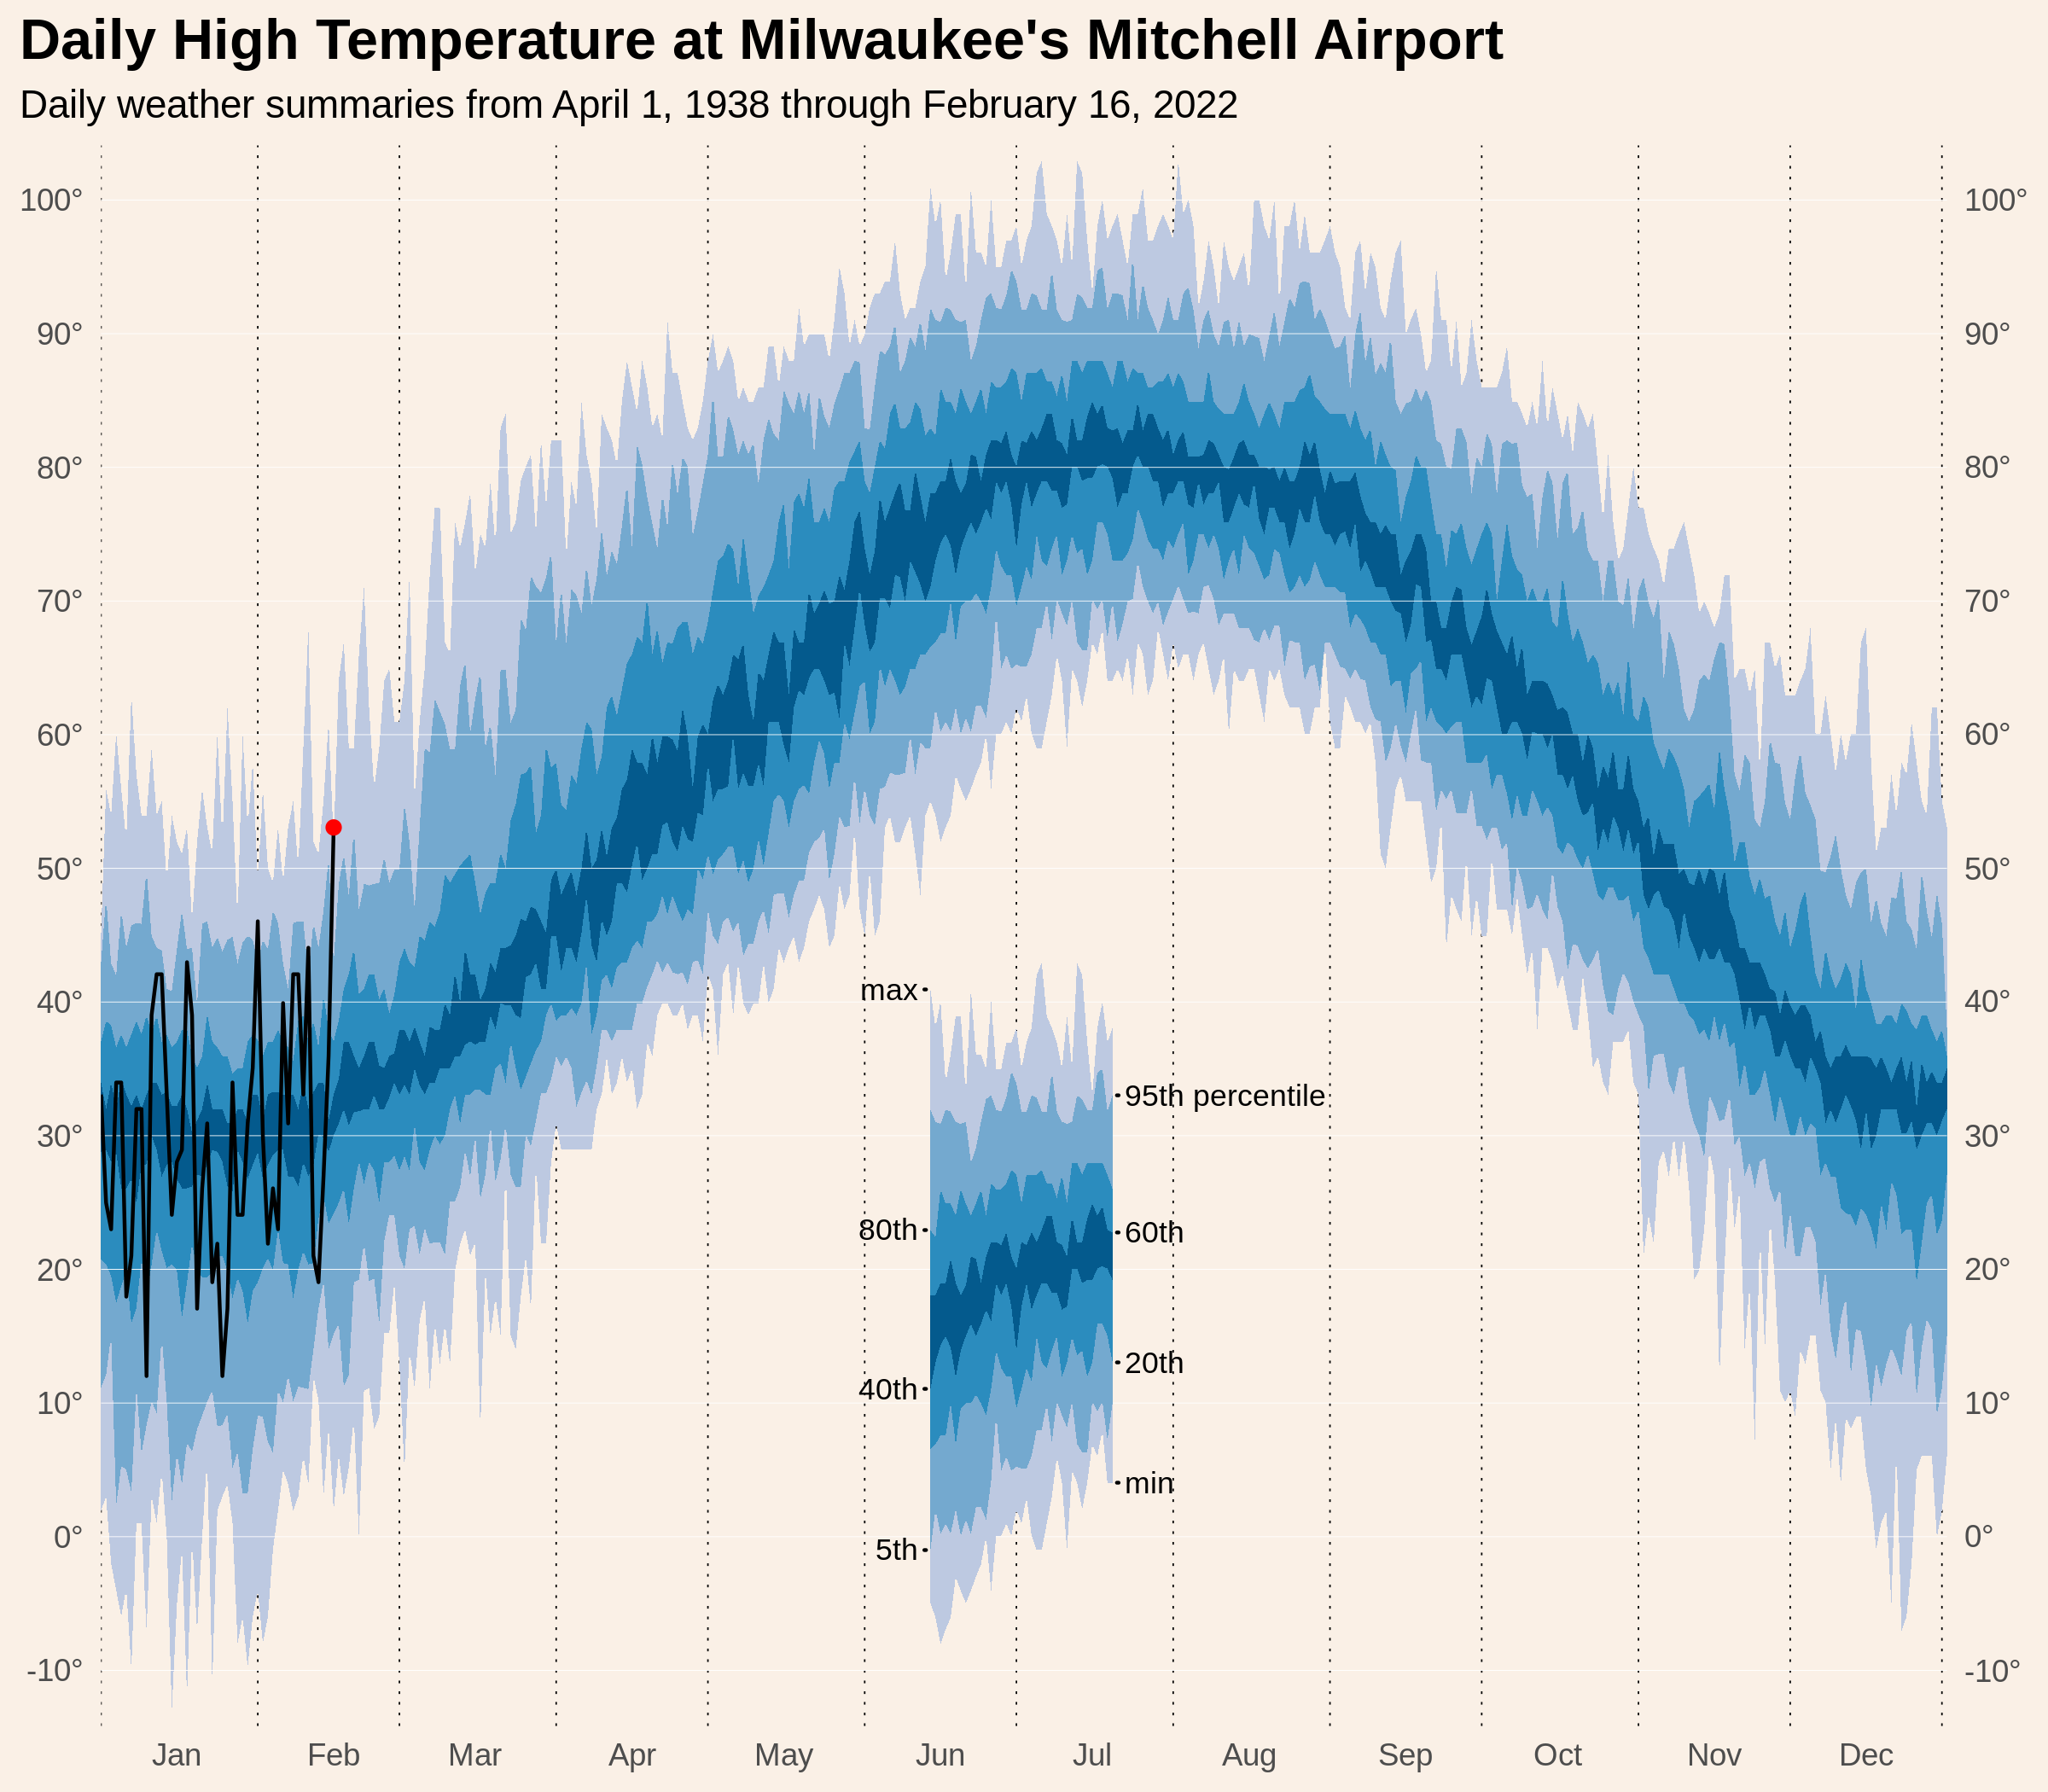 Daily High Temperature at Milwaukee's Mitchell Airport
Daily weather summaries from April 1, 1938 through February 16, 2022
100° 100°
90° 90°
80° 80°
70° 70°
60° 60°
50° 50°
max
40° 40°
95th percentile
30° 30°
80th 60th
20° 20°
20th
40th
10° 10°
min
0° 0°
5th
-10° -10°
Jan Feb Mar Apr May Jun Jul Aug Sep Oct Nov Dec